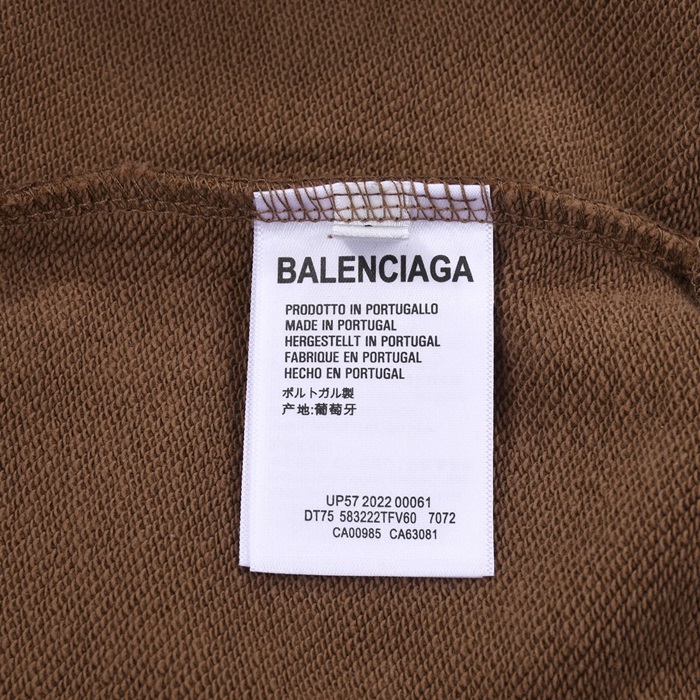 BALENCIAGA
PRODOTTO IN PORTUGALLO
MADE IN PORTUGAL
HERGESTELLT IN PORTUGAL
FABRIQUE EN PORTUGAL
HECHO EN PORTUGAL
ポルトガル製
产地:葡萄牙
UP57 2022 00061
DT75 583222TFV60 7072
CA00985 CA63081